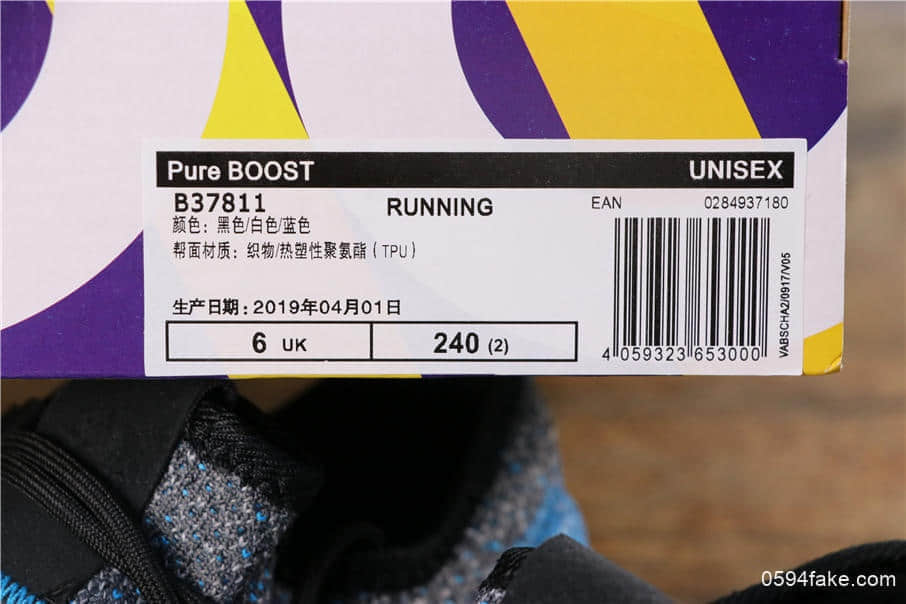 Pure BOOST UNISEX
B37811 RUNNING EAN 0284937180
颜色: 黑色/白色/蓝色
帮面材质: 织物/热塑性聚氨酯(TPU)
生产日期: 2019年04月01日
6 UK 240 (2)
4 059323 653000
VABSCHA2/0917/V05
0594fake.com